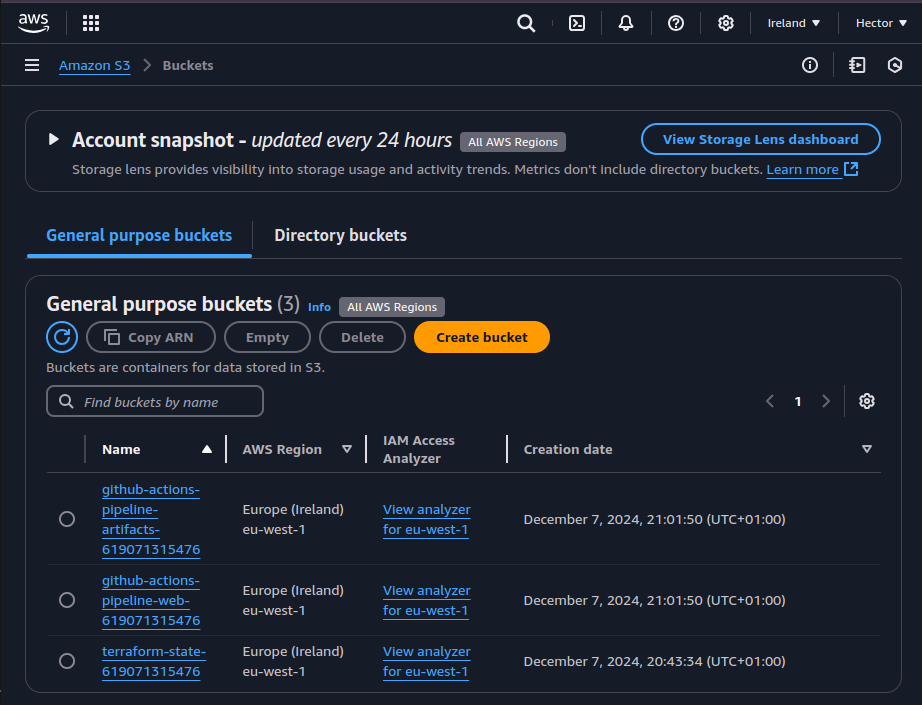 aws
Ireland
Hector
Amazon S3 Buckets
Account snapshot - updated every 24 hours All AWS Regions
View Storage Lens dashboard
Storage lens provides visibility into storage usage and activity trends. Metrics don't include directory buckets. Learn more
General purpose buckets
Directory buckets
General purpose buckets (3) Info All AWS Regions
Copy ARN
Empty
Delete
Create bucket
Buckets are containers for data stored in S3.
Find buckets by name
1
Name
AWS Region
IAM Access
Analyzer
Creation date
github-actions-
pipeline-
artifacts-
619071315476
Europe (Ireland)
eu-west-1
View analyzer
for eu-west-1
December 7, 2024, 21:01:50 (UTC+01:00)
github-actions-
pipeline-web-
619071315476
Europe (Ireland)
eu-west-1
View analyzer
for eu-west-1
December 7, 2024, 21:01:50 (UTC+01:00)
terraform-state-
619071315476
Europe (Ireland)
eu-west-1
View analyzer
for eu-west-1
December 7, 2024, 20:43:34 (UTC+01:00)